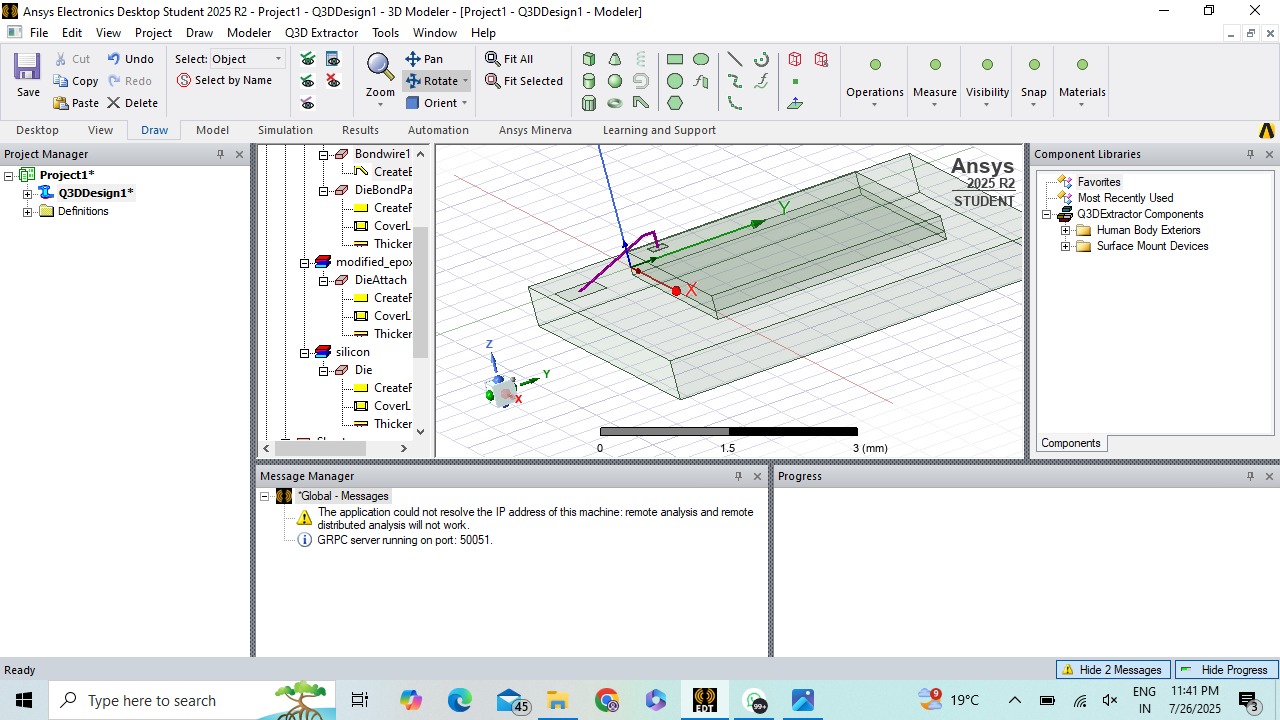 Ansys Electronics Desktop Student 2025 R2 - Project1 - Q3DDesign1 - 3D Modeler - [Project1 - Q3DDesign1 - Modeler]
File Edit View Project Draw Modeler Q3D Extractor Tools Window Help
Save
Cut
Copy
Paste
Undo
Redo
Delete
Select: Object
Select by Name
Zoom
Pan
Rotate
Orient
Fit All
Fit Selected
Operations
Measure
Visibility
Snap
Materials
Desktop View Draw Model Simulation Results Automation Ansys Minerva Learning and Support
Project Manager
Project1*
Q3DDesign1*
Definitions
Bondwire1
CreateB
DieBondPa
CreateR
CoverL
Thicker
modified_epox
DieAttach
CreateR
CoverL
Thicker
silicon
Die
CreateR
CoverL
Thicker
Ansys
2025 R2
STUDENT
Y
X
Z
Y
X
0 1.5 3 (mm)
Component Libraries
Favorites
Most Recently Used
Q3DExtractor Components
Human Body Exteriors
Surface Mount Devices
Components
Message Manager
*Global - Messages
The application could not resolve the IP address of this machine: remote analysis and remote
distributed analysis will not work.
GRPC server running on port: 50051.
Progress
Ready
Hide 2 Messages
Hide Progress
Type here to search
45
EDT
99+
9
19°C
ENG
IN
11:41 PM
7/26/2025
3